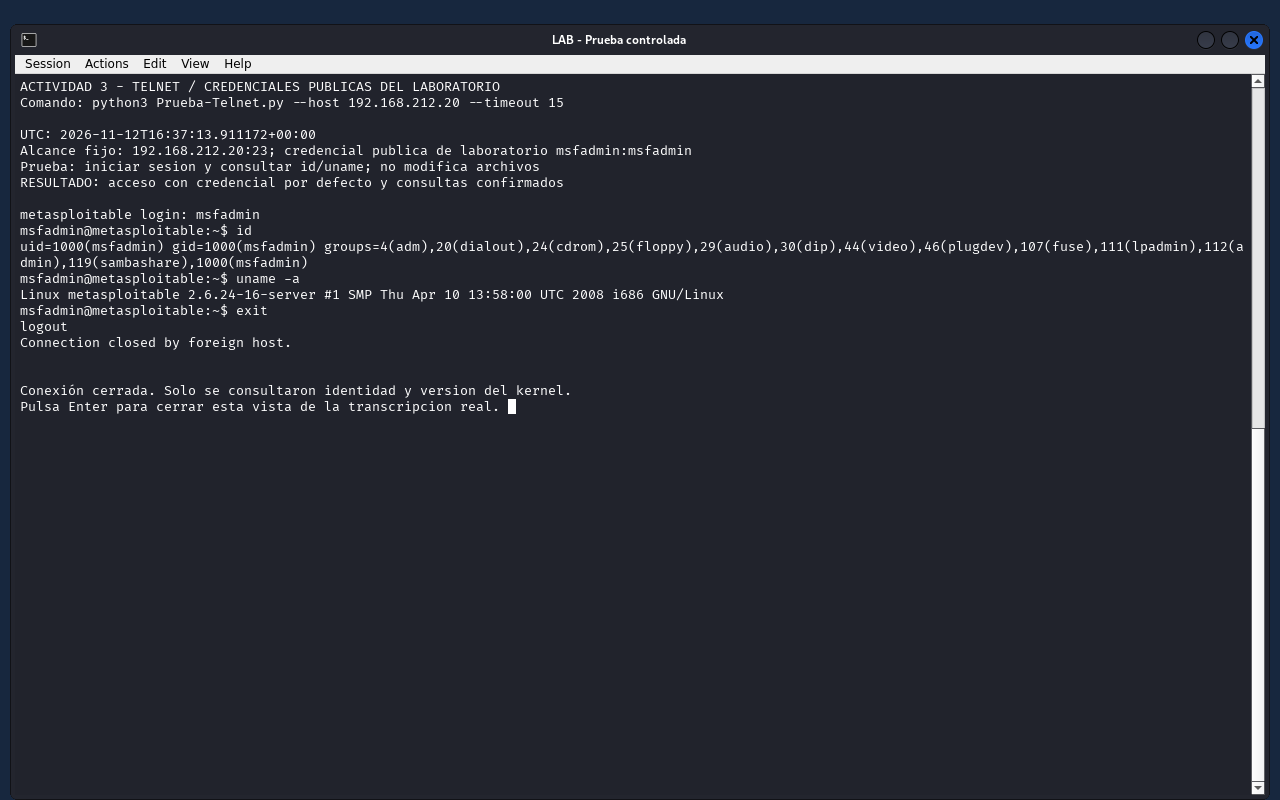 LAB - Prueba controlada
Session Actions Edit View Help
ACTIVIDAD 3 - TELNET / CREDENCIALES PUBLICAS DEL LABORATORIO
Comando: python3 Prueba-Telnet.py --host 192.168.212.20 --timeout 15
UTC: 2026-11-12T16:37:13.911172+00:00
Alcance fijo: 192.168.212.20:23; credencial publica de laboratorio msfadmin:msfadmin
Prueba: iniciar sesion y consultar id/uname; no modifica archivos
RESULTADO: acceso con credencial por defecto y consultas confirmados
metasploitable login: msfadmin
msfadmin@metasploitable:~$ id
uid=1000(msfadmin) gid=1000(msfadmin) groups=4(adm),20(dialout),24(cdrom),25(floppy),29(audio),30(dip),44(video),46(plugdev),107(fuse),111(lpadmin),112(a
dmin),119(sambashare),1000(msfadmin)
msfadmin@metasploitable:~$ uname -a
Linux metasploitable 2.6.24-16-server #1 SMP Thu Apr 10 13:58:00 UTC 2008 i686 GNU/Linux
msfadmin@metasploitable:~$ exit
logout
Connection closed by foreign host.
Conexión cerrada. Solo se consultaron identidad y version del kernel.
Pulsa Enter para cerrar esta vista de la transcripcion real.